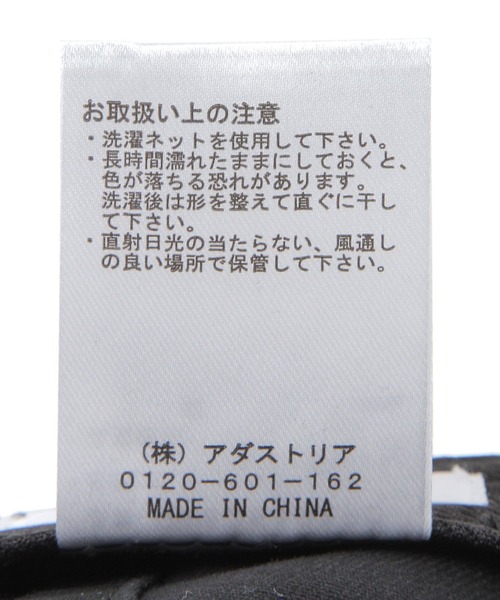 お取扱い上の注意
・洗濯ネットを使用して下さい。
・長時間濡れたままにしておくと、
色が落ちる恐れがあります。
洗濯後は形を整えて直ぐに干し
て下さい。
・直射日光の当たらない、風通し
の良い場所で保管して下さい。
（株）アダストリア
0120-601-162
MADE IN CHINA